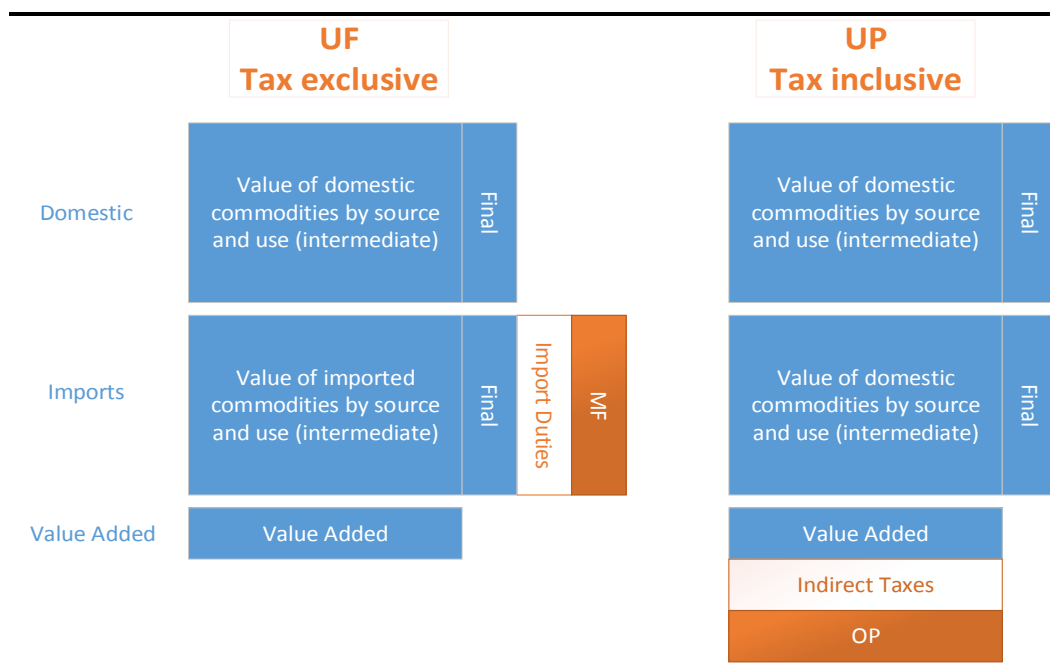 UF
Tax exclusive
UP
Tax inclusive
Domestic
Value of domestic
commodities by source
and use (intermediate)
Final
Value of domestic
commodities by source
and use (intermediate)
Final
Imports
Value of imported
commodities by source
and use (intermediate)
Final
Import Duties
MF
Value of domestic
commodities by source
and use (intermediate)
Final
Value Added
Value Added
Value Added
Indirect Taxes
OP